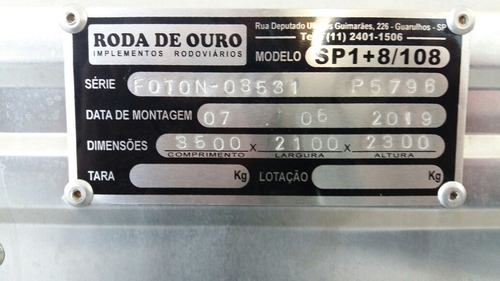 RODA DE OURO
IMPLEMENTOS RODOVIÁRIOS
Rua Deputado Ulisses Guimarães, 226 - Guarulhos - SP
Tel. (11) 2401-1506
MODELO SP1+8/108
SÉRIE FOTON-03531 P5796
DATA DE MONTAGEM 07 06 2019
DIMENSÕES 3500 x 2100 x 2300
COMPRIMENTO LARGURA ALTURA
TARA Kg LOTAÇÃO Kg